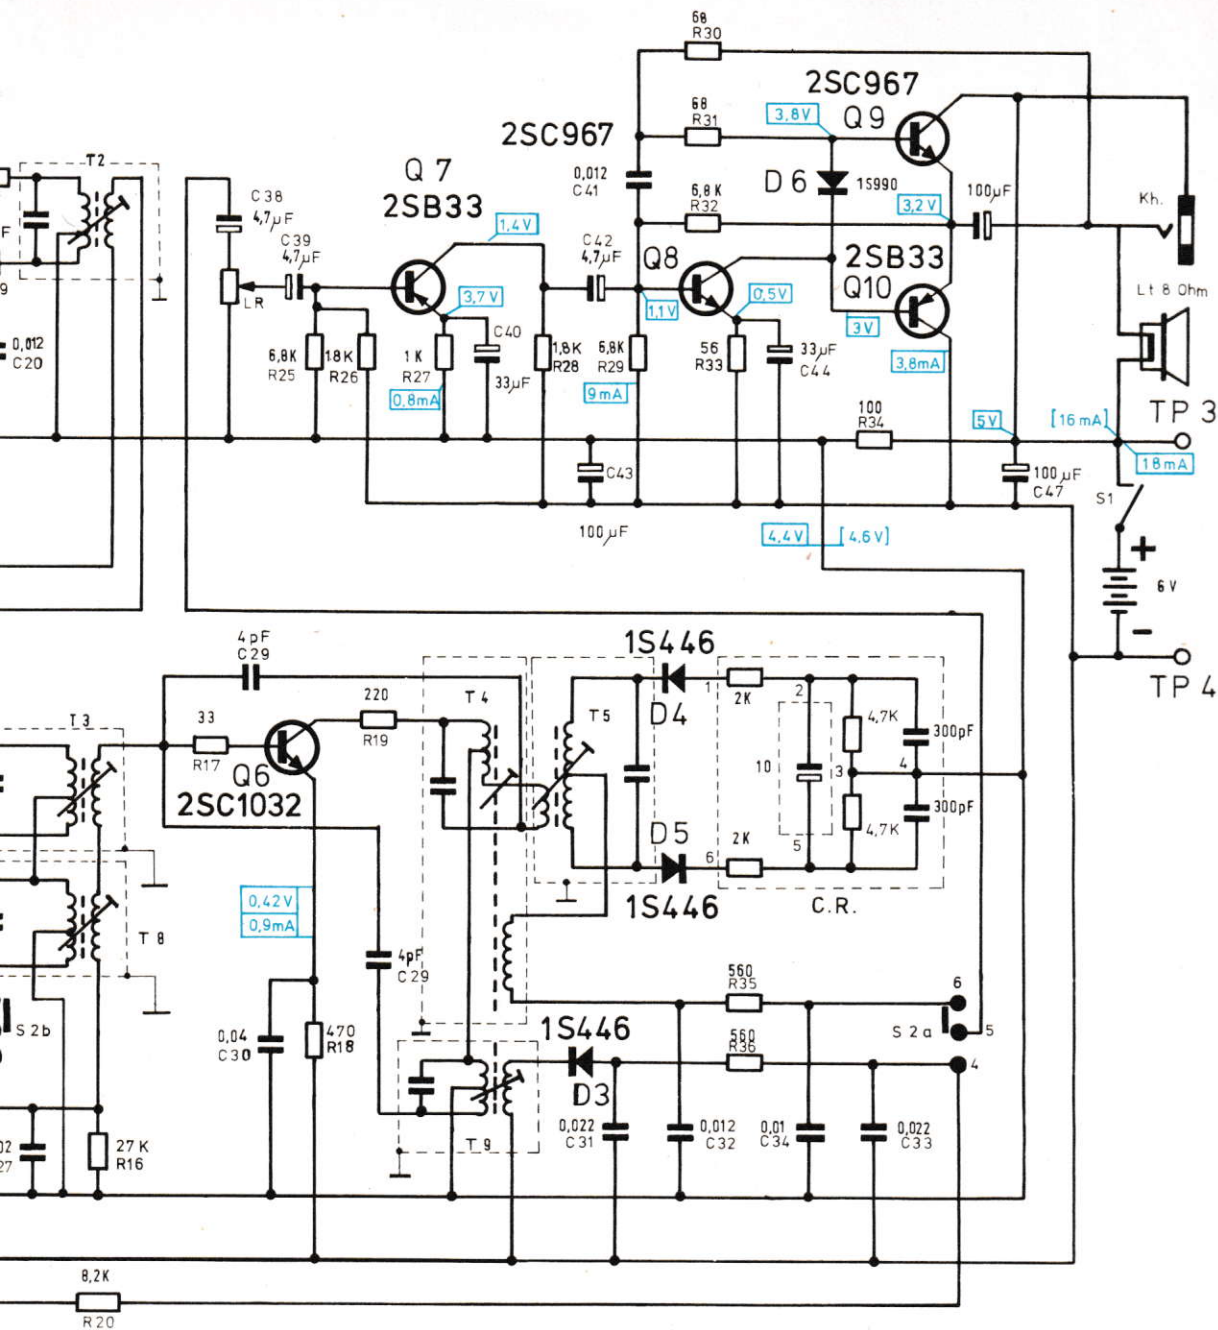 68
R30
2SC967
Q9
3,8V
68
R31
2SC967
T2
Q 7
2SB33
0,012
C41
D6
1S990
6,8K
R32
3,2V
100µF
Kh.
C38
4,7µF
1,4V
C39
4,7µF
C42
4,7µF
Q8
2SB33
Q10
F
9
LR
3,7V
1,1V
0,5V
3V
Lt 8 Ohm
0,012
C20
6,8K
R25
18K
R26
1K
R27
C40
33µF
1,8K
R28
6,8K
R29
56
R33
33µF
C44
3,8mA
0,8mA
9mA
TP 3
100
R34
5V
[16 mA]
18mA
C43
100µF
100µF
C47
S1
4,4V
[4,6V]
+
6V
-
TP 4
4pF
C29
1S446
T3
33
R17
220
R19
T4
T5
D4
1
2K
2
4,7K
300pF
Q6
2SC1032
10
3
4
4,7K
300pF
D5
6
2K
5
1S446
C.R.
0,42V
0,9mA
T8
4pF
C29
560
R35
6
S2b
0,04
C30
470
R18
1S446
560
R36
S2a
5
4
D3
02
27
27K
R16
T9
0,022
C31
0,012
C32
0,01
C34
0,022
C33
8,2K
R20